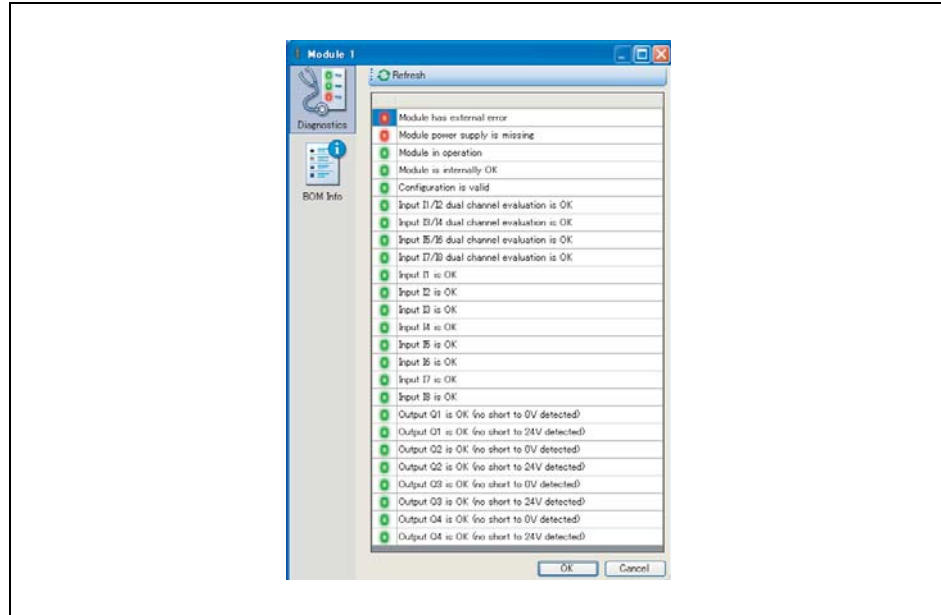 Module 1
Refresh
Diagnostics
BOM Info
Module has external error
Module power supply is missing
Module in operation
Module is internally OK
Configuration is valid
Input I1/I2 dual channel evaluation is OK
Input I3/I4 dual channel evaluation is OK
Input I5/I6 dual channel evaluation is OK
Input I7/I8 dual channel evaluation is OK
Input I1 is OK
Input I2 is OK
Input I3 is OK
Input I4 is OK
Input I5 is OK
Input I6 is OK
Input I7 is OK
Input I8 is OK
Output Q1 is OK (no short to 0V detected)
Output Q1 is OK (no short to 24V detected)
Output Q2 is OK (no short to 0V detected)
Output Q2 is OK (no short to 24V detected)
Output Q3 is OK (no short to 0V detected)
Output Q3 is OK (no short to 24V detected)
Output Q4 is OK (no short to 0V detected)
Output Q4 is OK (no short to 24V detected)
OK Cancel